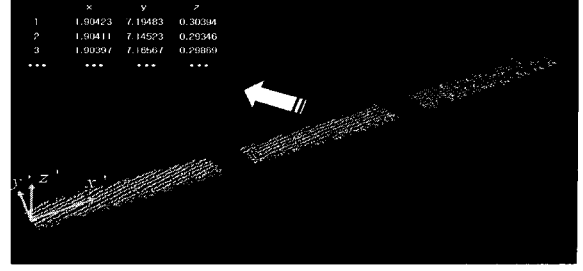 x y z
1 1.90423 7.19483 0.30394
2 1.90411 7.14523 0.29346
3 1.90397 7.16567 0.29869
••• ••• ••• •••
y' z' x'